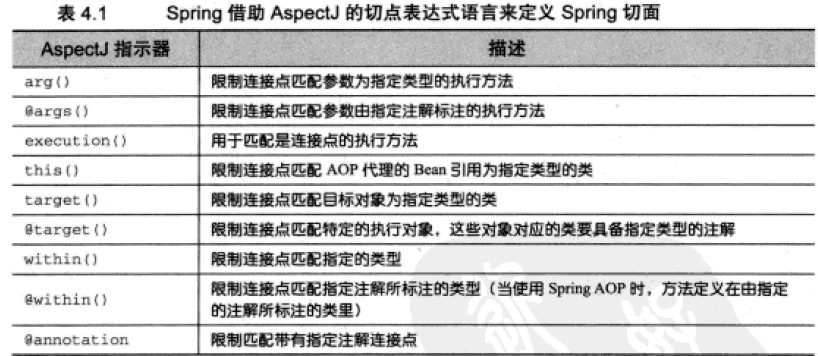 表 4.1 Spring 借助 AspectJ 的切点表达式语言来定义 Spring 切面
AspectJ 指示器 描述
arg() 限制连接点匹配参数为指定类型的执行方法
@args() 限制连接点匹配参数由指定注解标注的执行方法
execution() 用于匹配是连接点的执行方法
this() 限制连接点匹配 AOP 代理的 Bean 引用为指定类型的类
target() 限制连接点匹配目标对象为指定类型的类
@target() 限制连接点匹配特定的执行对象，这些对象对应的类要具备指定类型的注解
within() 限制连接点匹配指定的类型
@within() 限制连接点匹配指定注解所标注的类型（当使用 Spring AOP 时，方法定义在由指定
的注解所标注的类里）
@annotation 限制匹配带有指定注解连接点